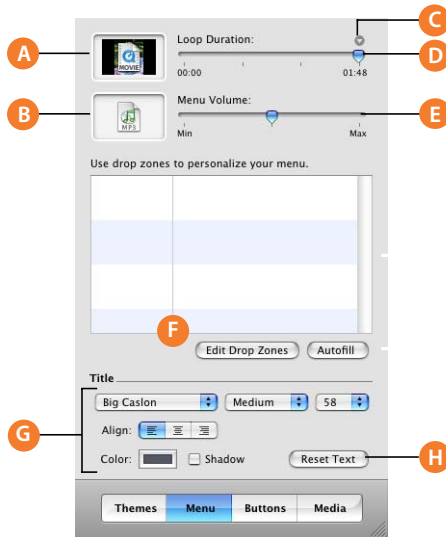 C
A
Loop Duration:
D
MOVIE
00:00 01:48
B
Menu Volume:
E
MP3
Min Max
Use drop zones to personalize your menu.
F
Edit Drop Zones Autofill
Title
Big Caslon Medium 58
G
Align:
Color: Shadow Reset Text
H
Themes Menu Buttons Media